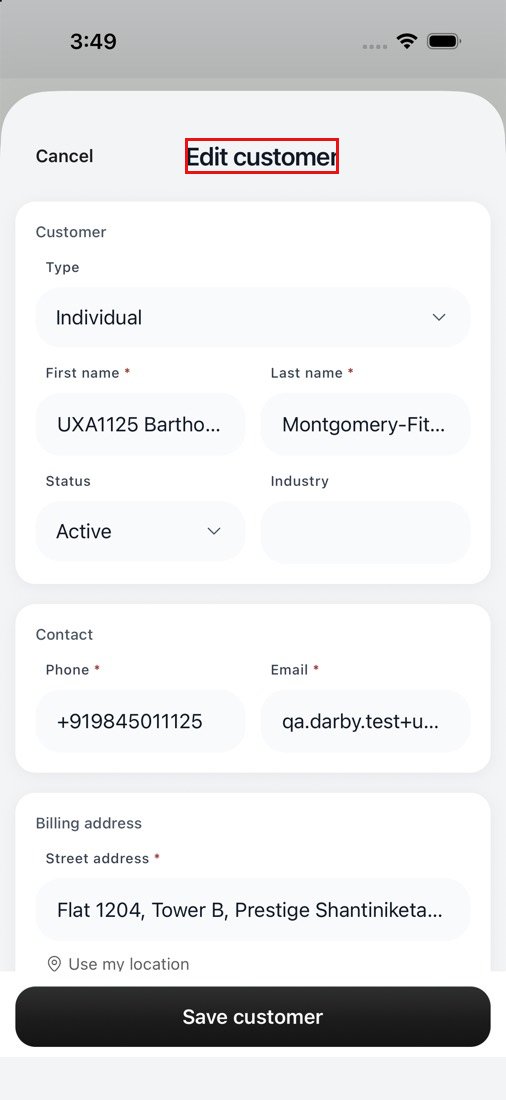 3:49
Cancel
Edit customer
Customer
Type
Individual
First name *
Last name *
UXA1125 Bartho...
Montgomery-Fit...
Status
Industry
Active
Contact
Phone *
Email *
+919845011125
qa.darby.test+u...
Billing address
Street address *
Flat 1204, Tower B, Prestige Shantiniketa...
Use my location
Save customer